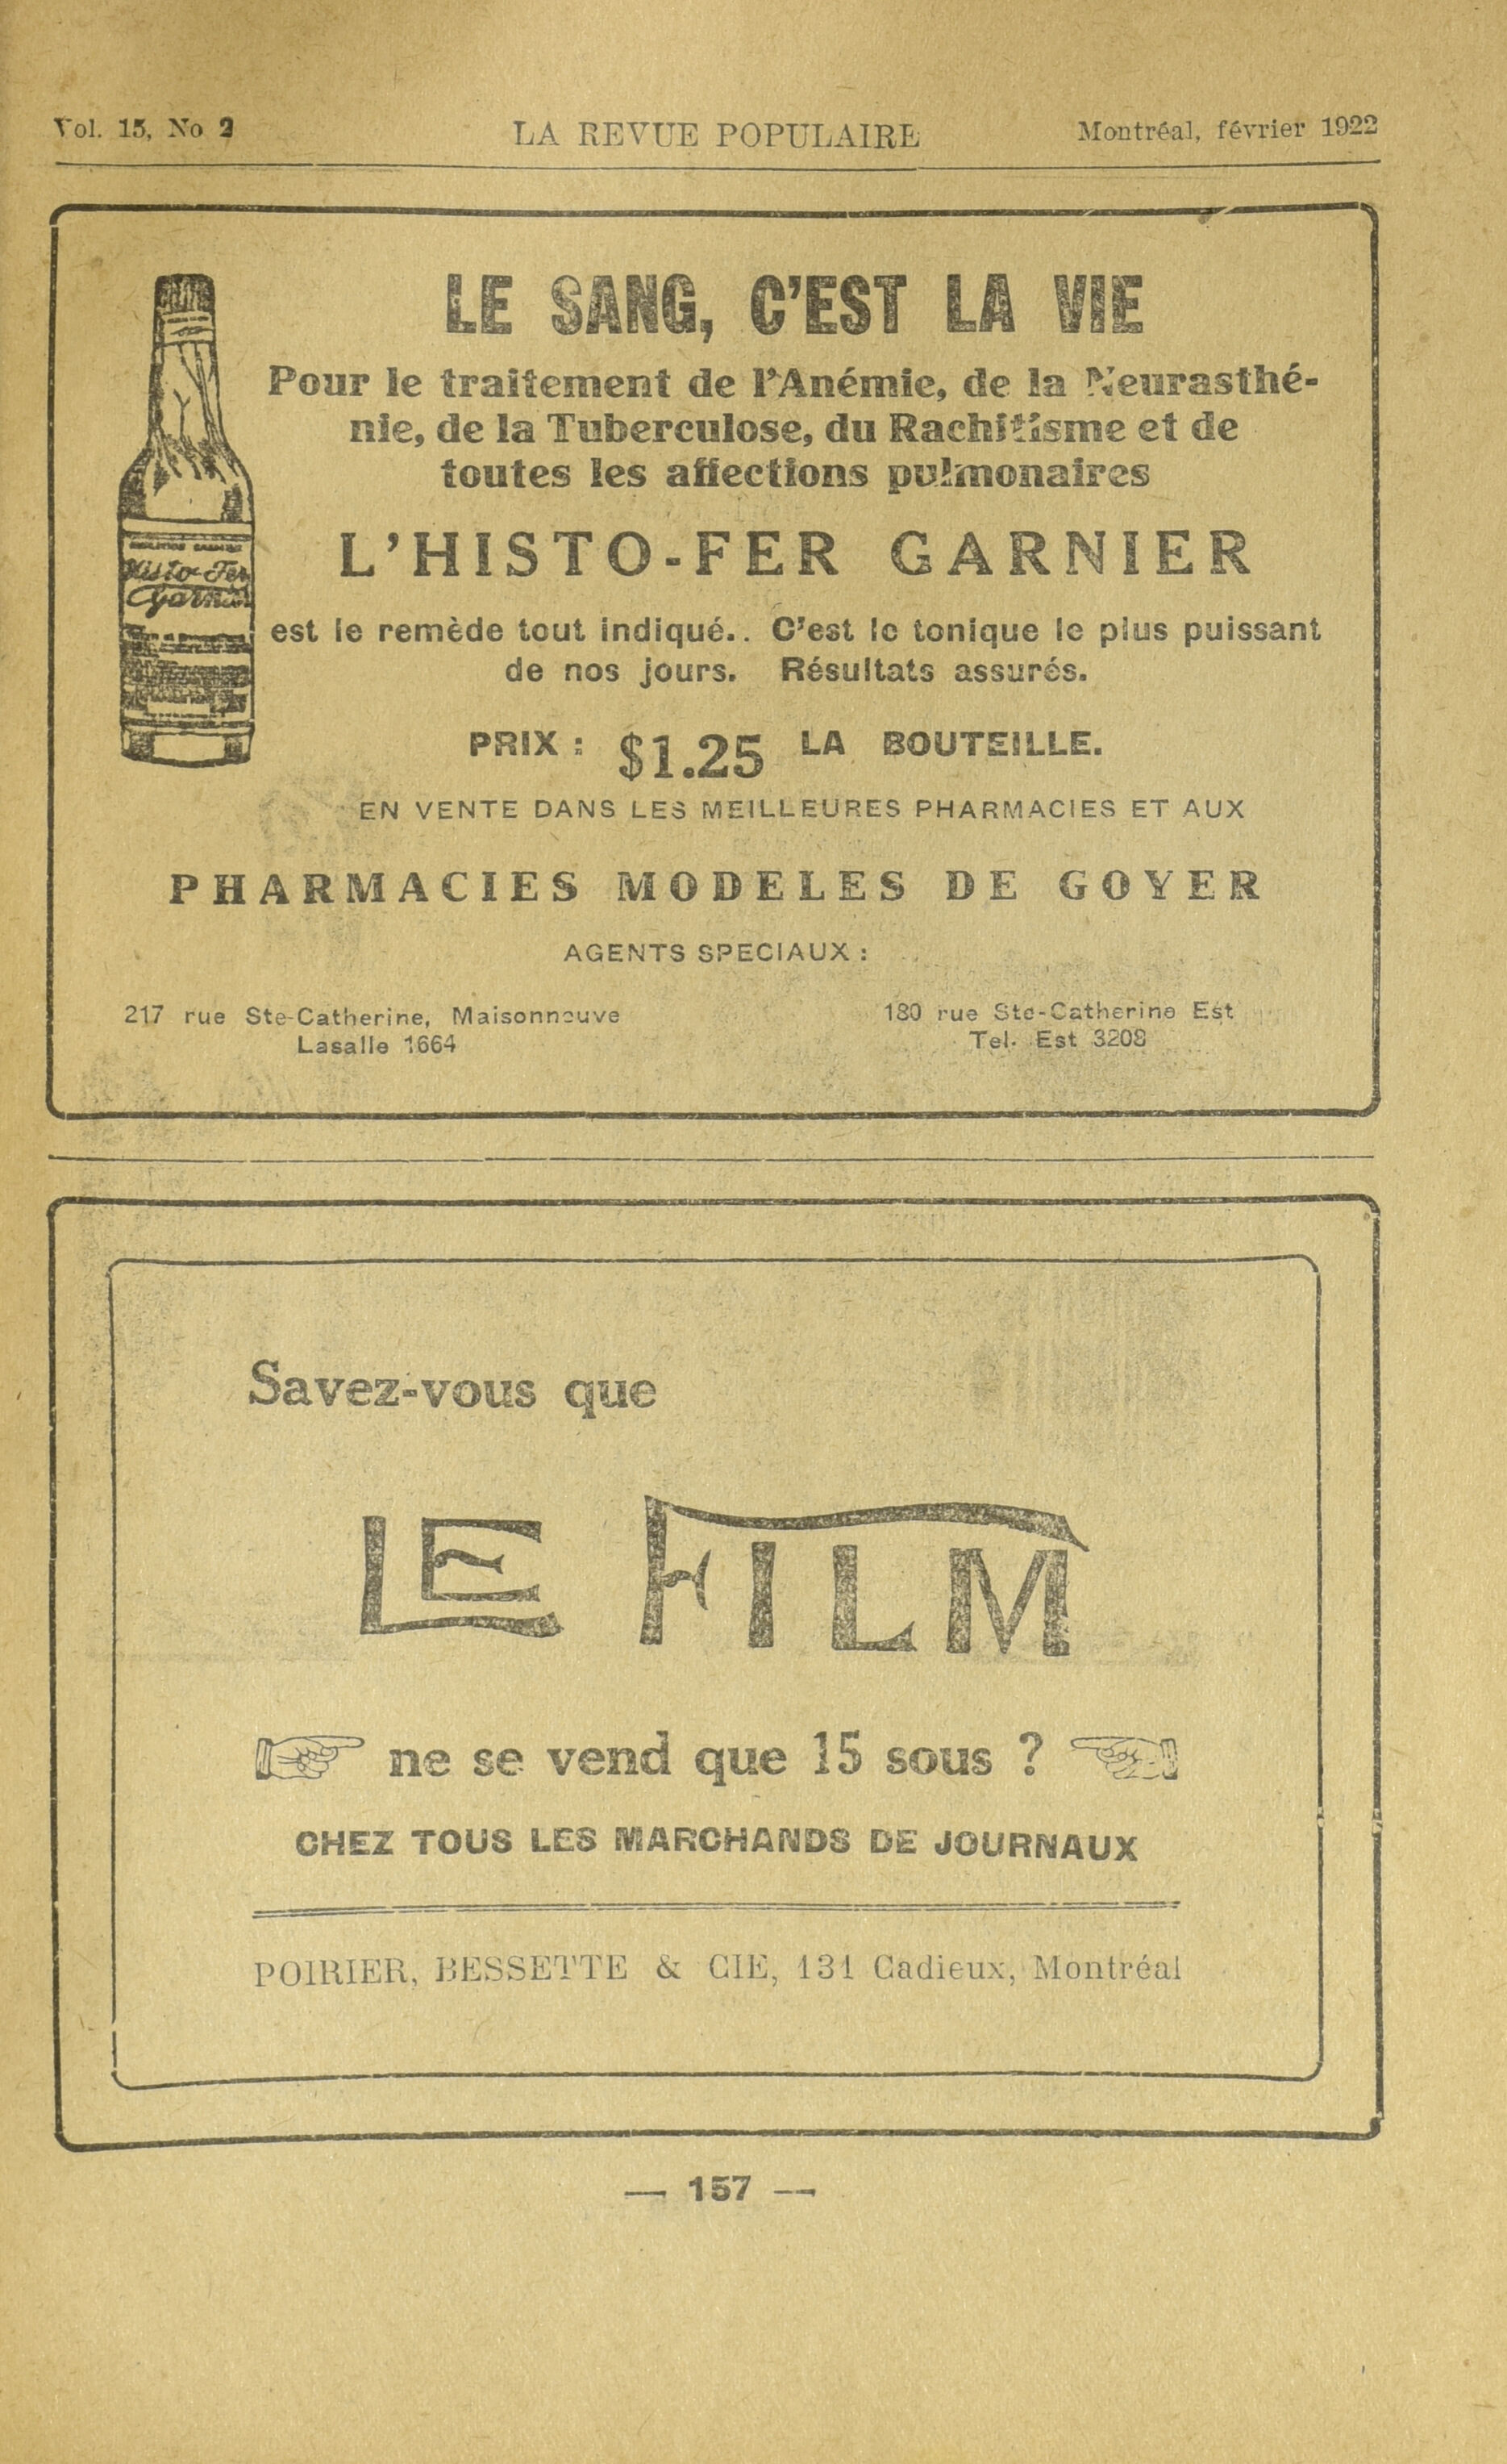 Vol. 15, No 2
LA REVUE POPULAIRE
Montréal, février 1922
LE SANG, C'EST LA VIE
Pour le traitement de l'Anémie, de la Neurasthé-
nie, de la Tuberculose, du Rachitisme et de
toutes les affections pulmonaires
L'HISTO-FER GARNIER
Histo-Fer
Garnier
est le remède tout indiqué.. C'est le tonique le plus puissant
de nos jours. Résultats assurés.
PRIX : $1.25 LA BOUTEILLE.
EN VENTE DANS LES MEILLEURES PHARMACIES ET AUX
PHARMACIES MODELES DE GOYER
AGENTS SPECIAUX :
217 rue Ste-Catherine, Maisonneuve
Lasalle 1664
180 rue Ste-Catherine Est
Tel. Est 3208
Savez-vous que
LE FILM
ne se vend que 15 sous ?
CHEZ TOUS LES MARCHANDS DE JOURNAUX
POIRIER, BESSETTE & CIE, 131 Cadieux, Montréal
— 157 —